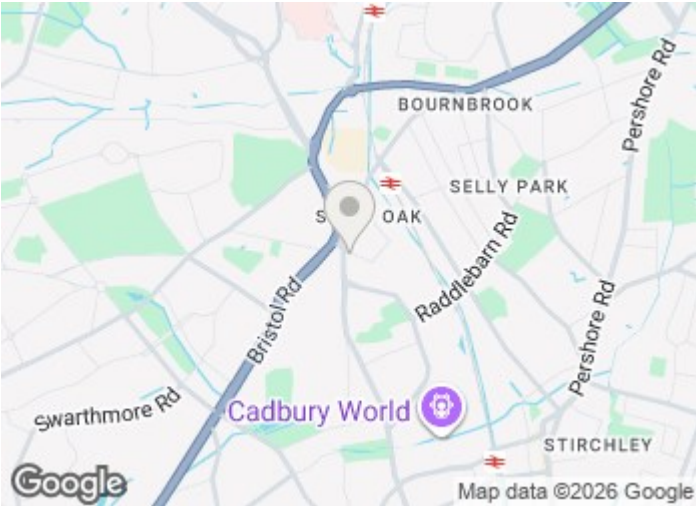 BOURNBROOK
Pershore Rd
SELLY PARK
S OAK
Raddlebarn Rd
Bristol Rd
Pershore Rd
Swarthmore Rd
Cadbury World
STIRCHLEY
Google
Map data ©2026 Google